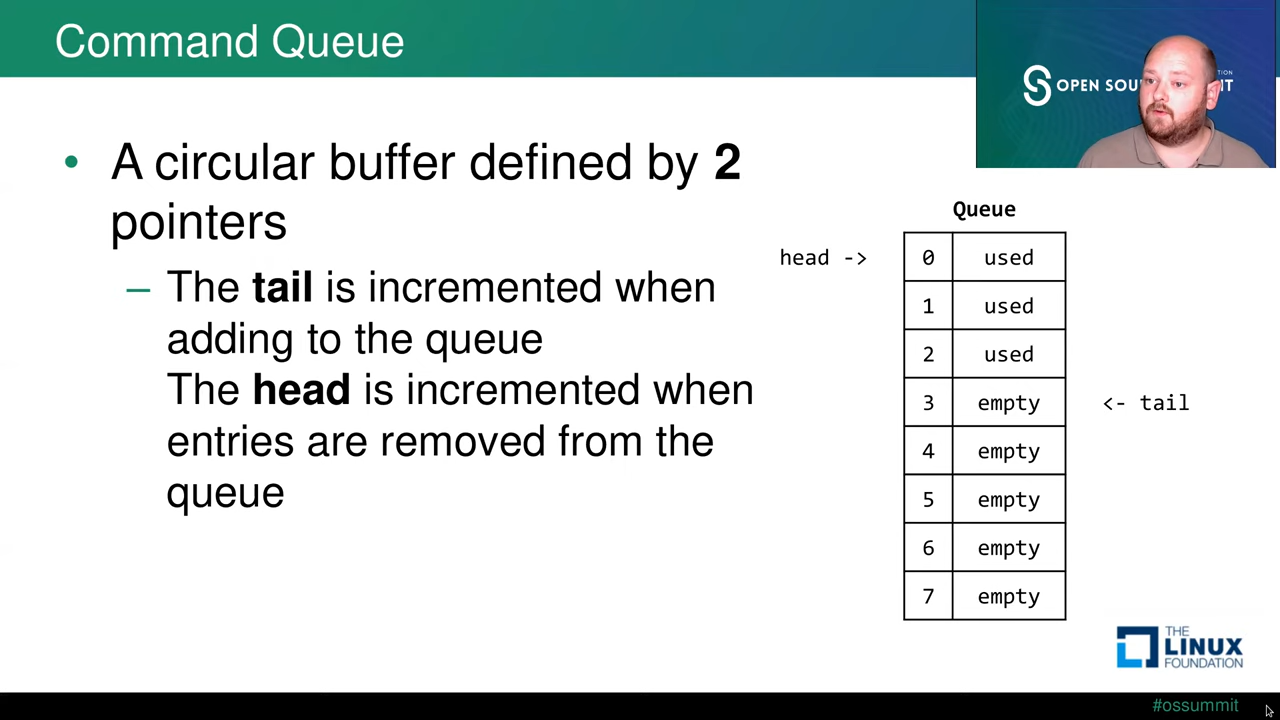 Command Queue
OPEN SOU
IT
• A circular buffer defined by 2
pointers
– The tail is incremented when
adding to the queue
The head is incremented when
entries are removed from the
queue
Queue
head -> 0 used
1 used
2 used
3 empty <- tail
4 empty
5 empty
6 empty
7 empty
THE
LINUX
FOUNDATION
#ossummit